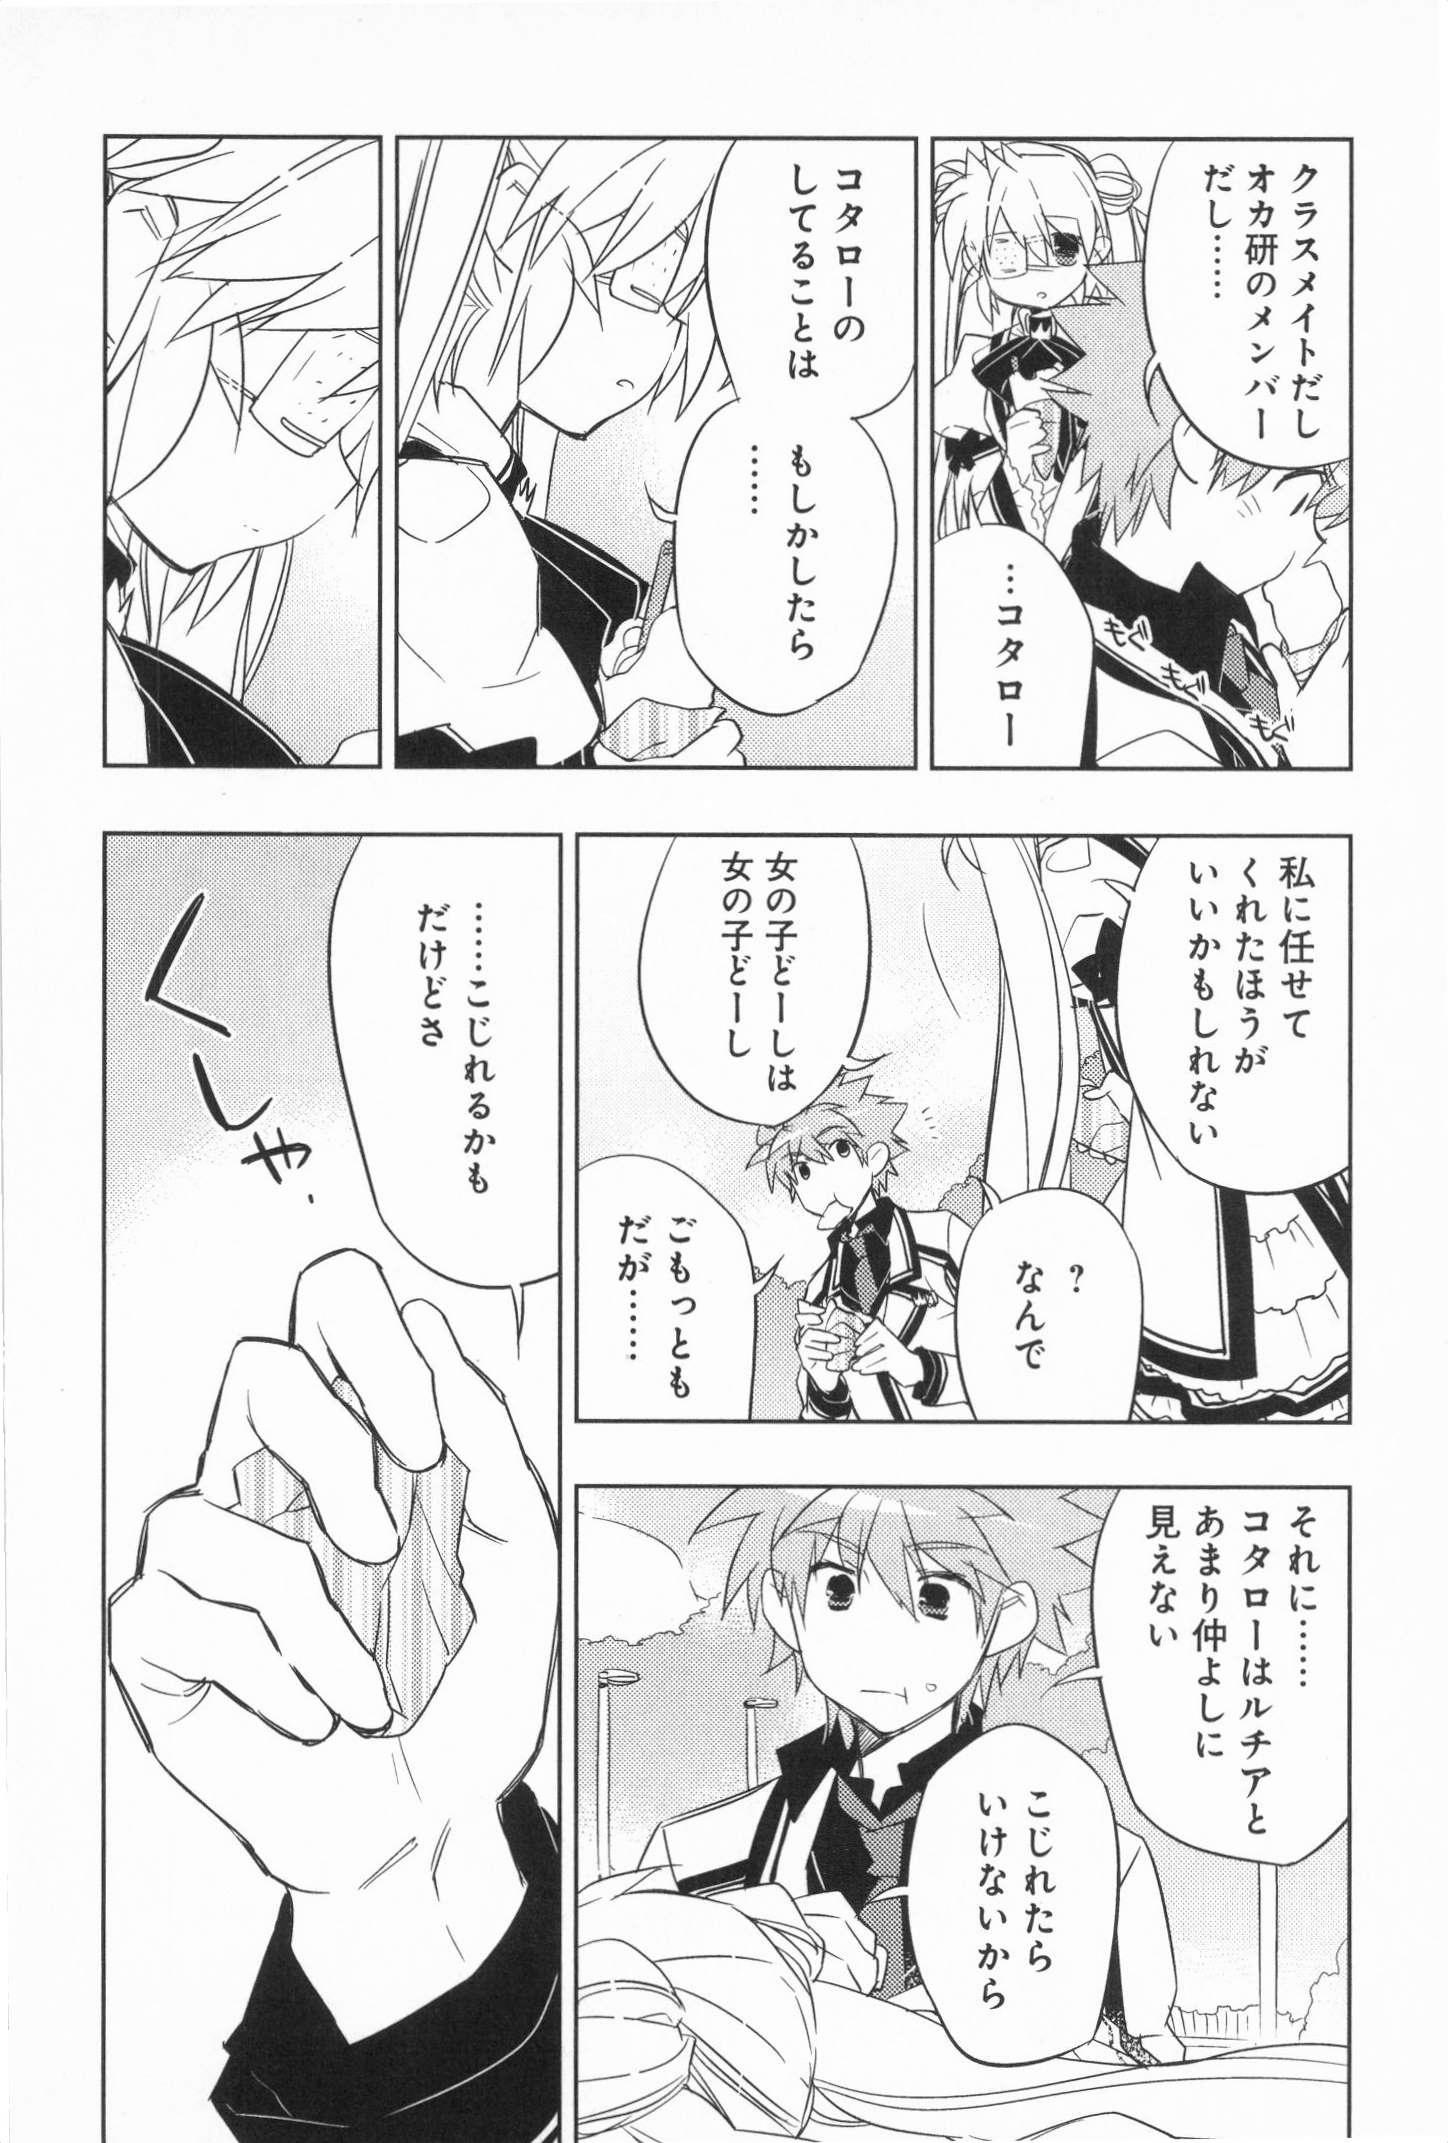 クラスメイトだし
オカ研のメンバー
だし……
…コタロー
もぐ
もぐ
もぐ
コタローの
してることは
もしかしたら
……
私に任せて
くれたほうが
いいかもしれない
？
なんで
女の子どーしは
女の子どーし
ごもっとも
だが……
それに……
コタローはルチアと
あまり仲よしに
見えない
こじれたら
いけないから
……こじれるかも
だけどさ
くしゃ